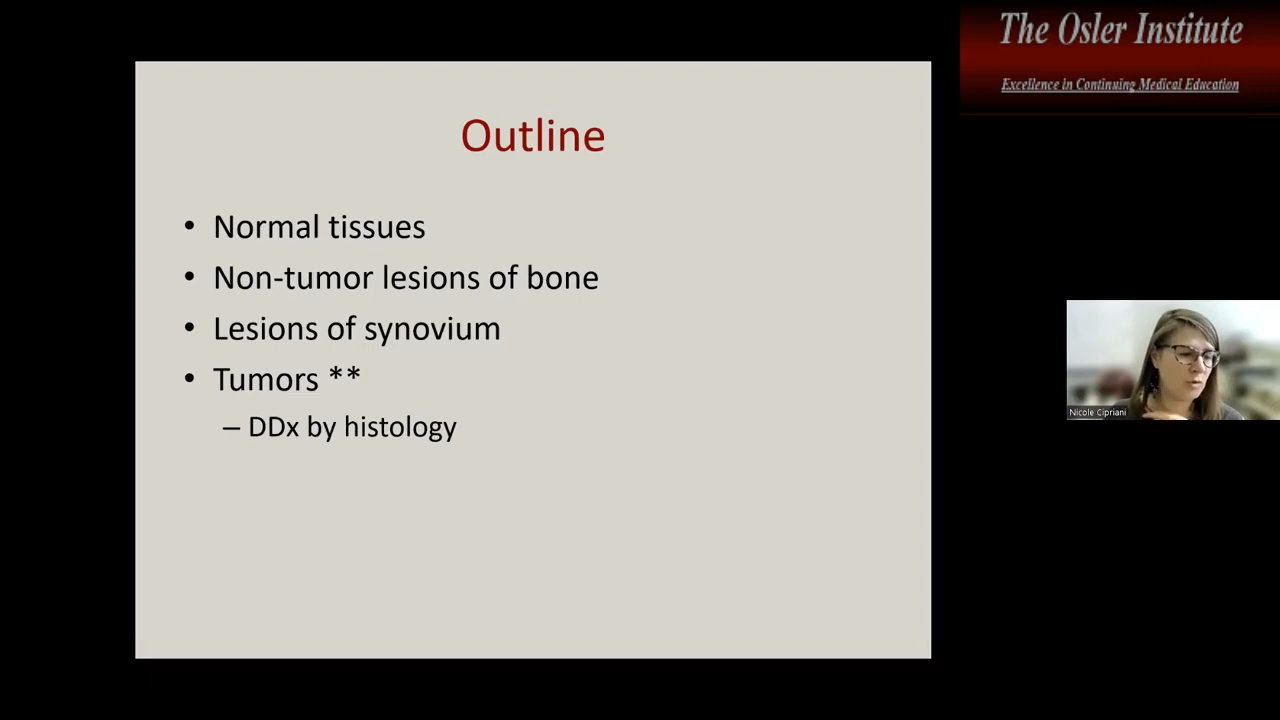 The Osler Institute
Excellence in Continuing Medical Education
Outline
• Normal tissues
• Non-tumor lesions of bone
• Lesions of synovium
• Tumors **
– DDx by histology
Nicole Cipriani